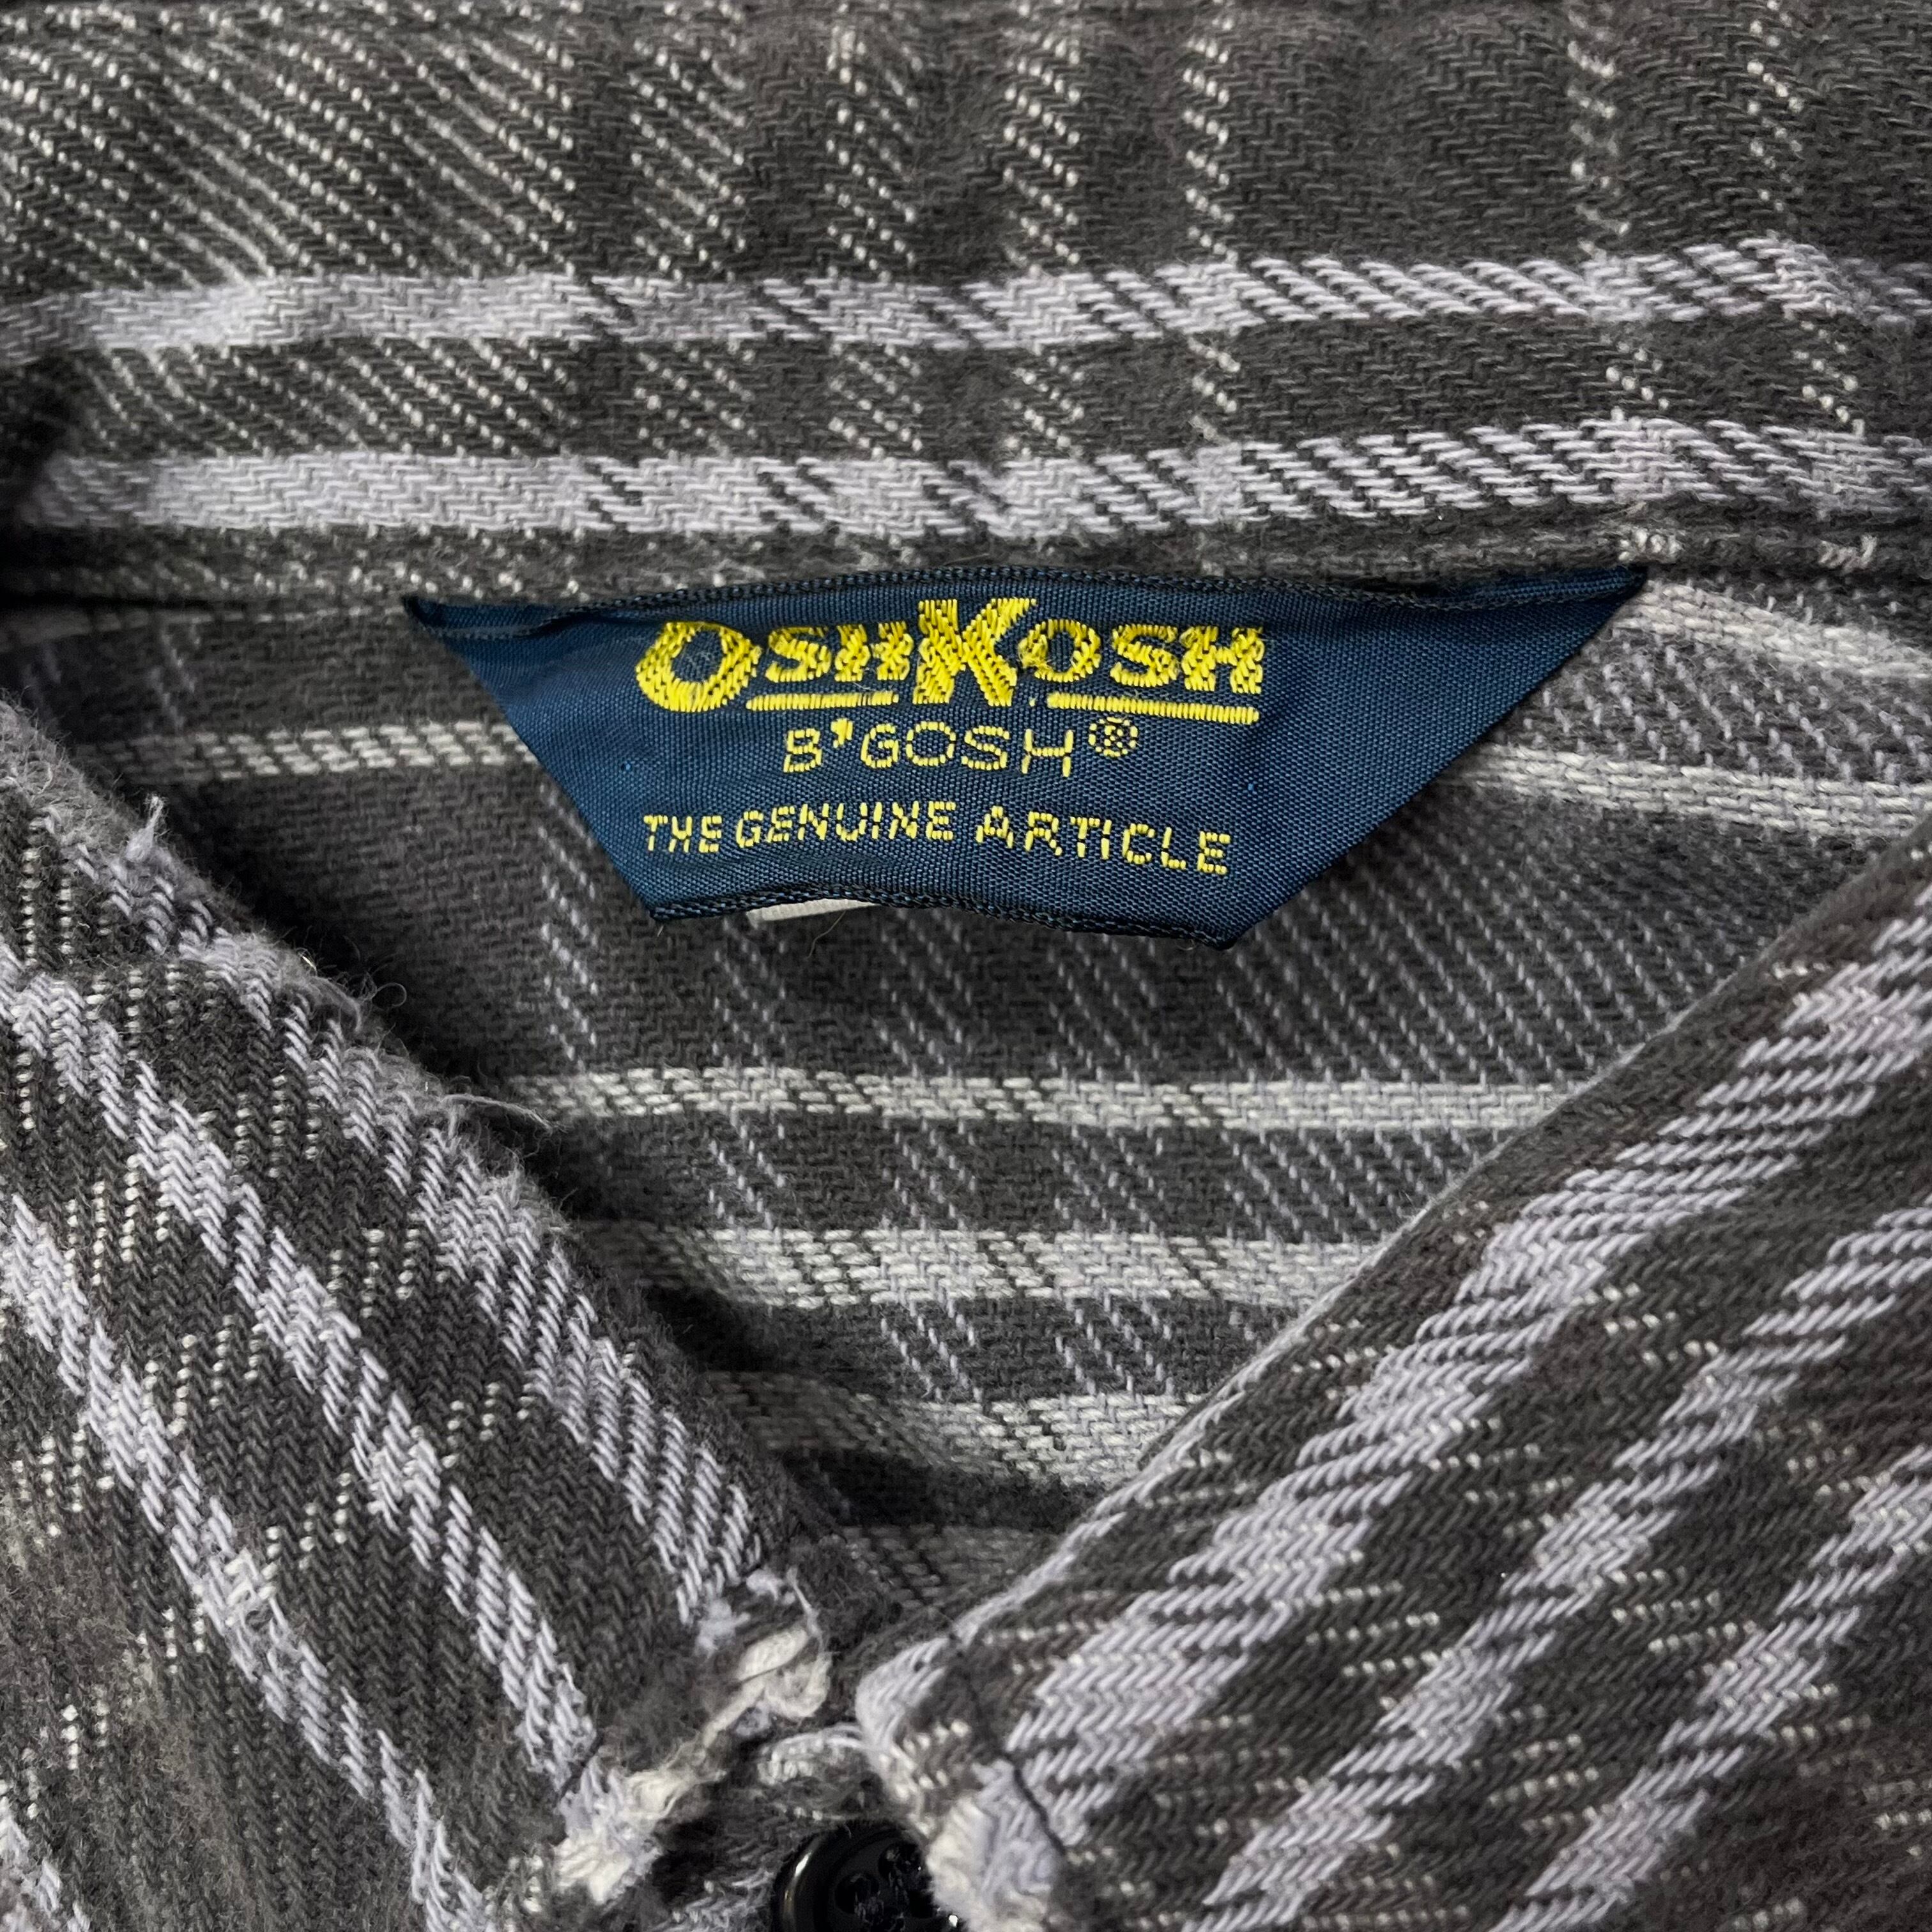 OSHKOSH
B'GOSH®
THE GENUINE ARTICLE